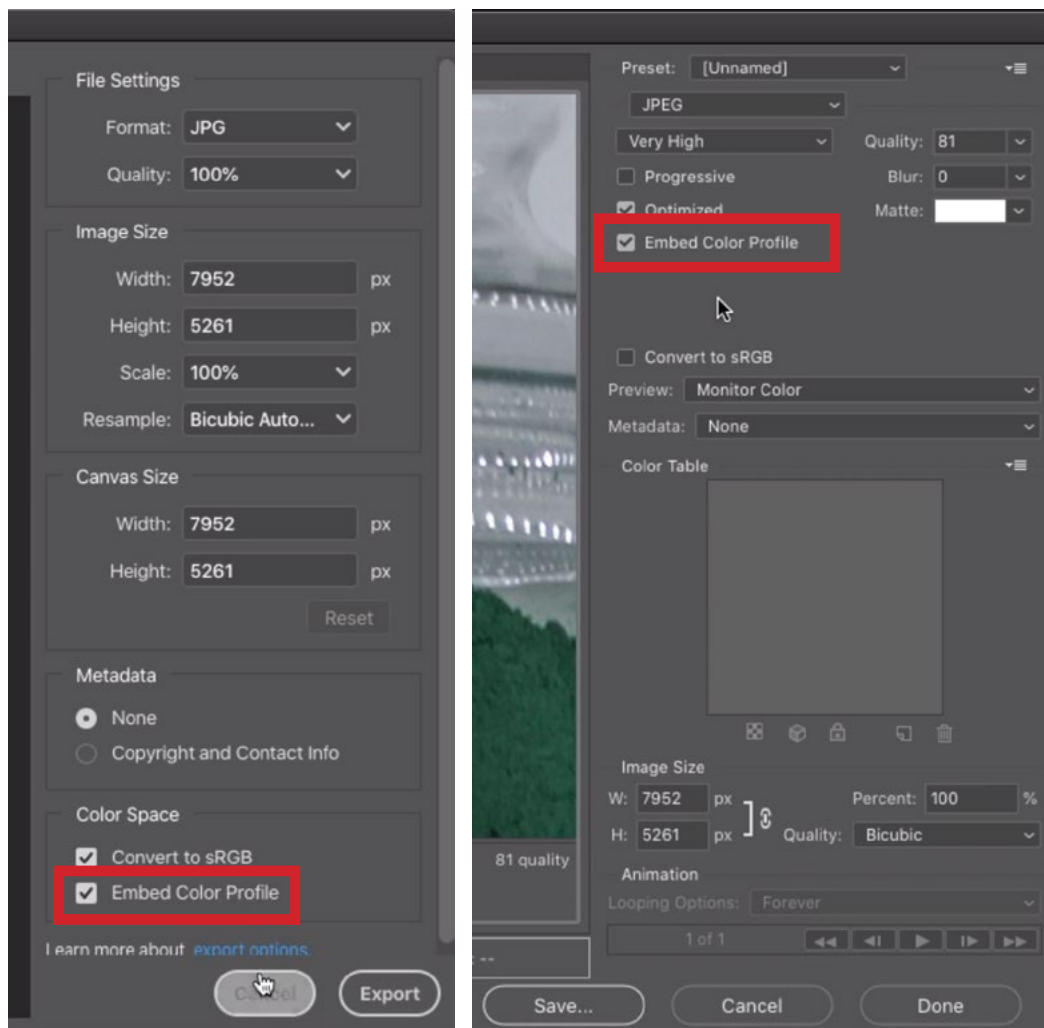 File Settings
Format: JPG
Quality: 100%
Image Size
Width: 7952 px
Height: 5261 px
Scale: 100%
Resample: Bicubic Auto...
Canvas Size
Width: 7952 px
Height: 5261 px
Reset
Metadata
None
Copyright and Contact Info
Color Space
Convert to sRGB
Embed Color Profile
Learn more about export options.
Cancel Export
Preset: [Unnamed]
JPEG
Very High Quality: 81
Progressive Blur: 0
Optimized Matte:
Embed Color Profile
Convert to sRGB
Preview: Monitor Color
Metadata: None
Color Table
Image Size
W: 7952 px Percent: 100 %
H: 5261 px Quality: Bicubic
81 quality
Animation
Looping Options: Forever
1 of 1
: --
Save... Cancel Done